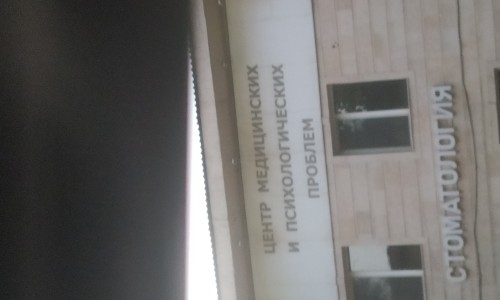 ЦЕНТР МЕДИЦИНСКИХ
И ПСИХОЛОГИЧЕСКИХ
ПРОБЛЕМ
СТОМАТОЛОГИЯ